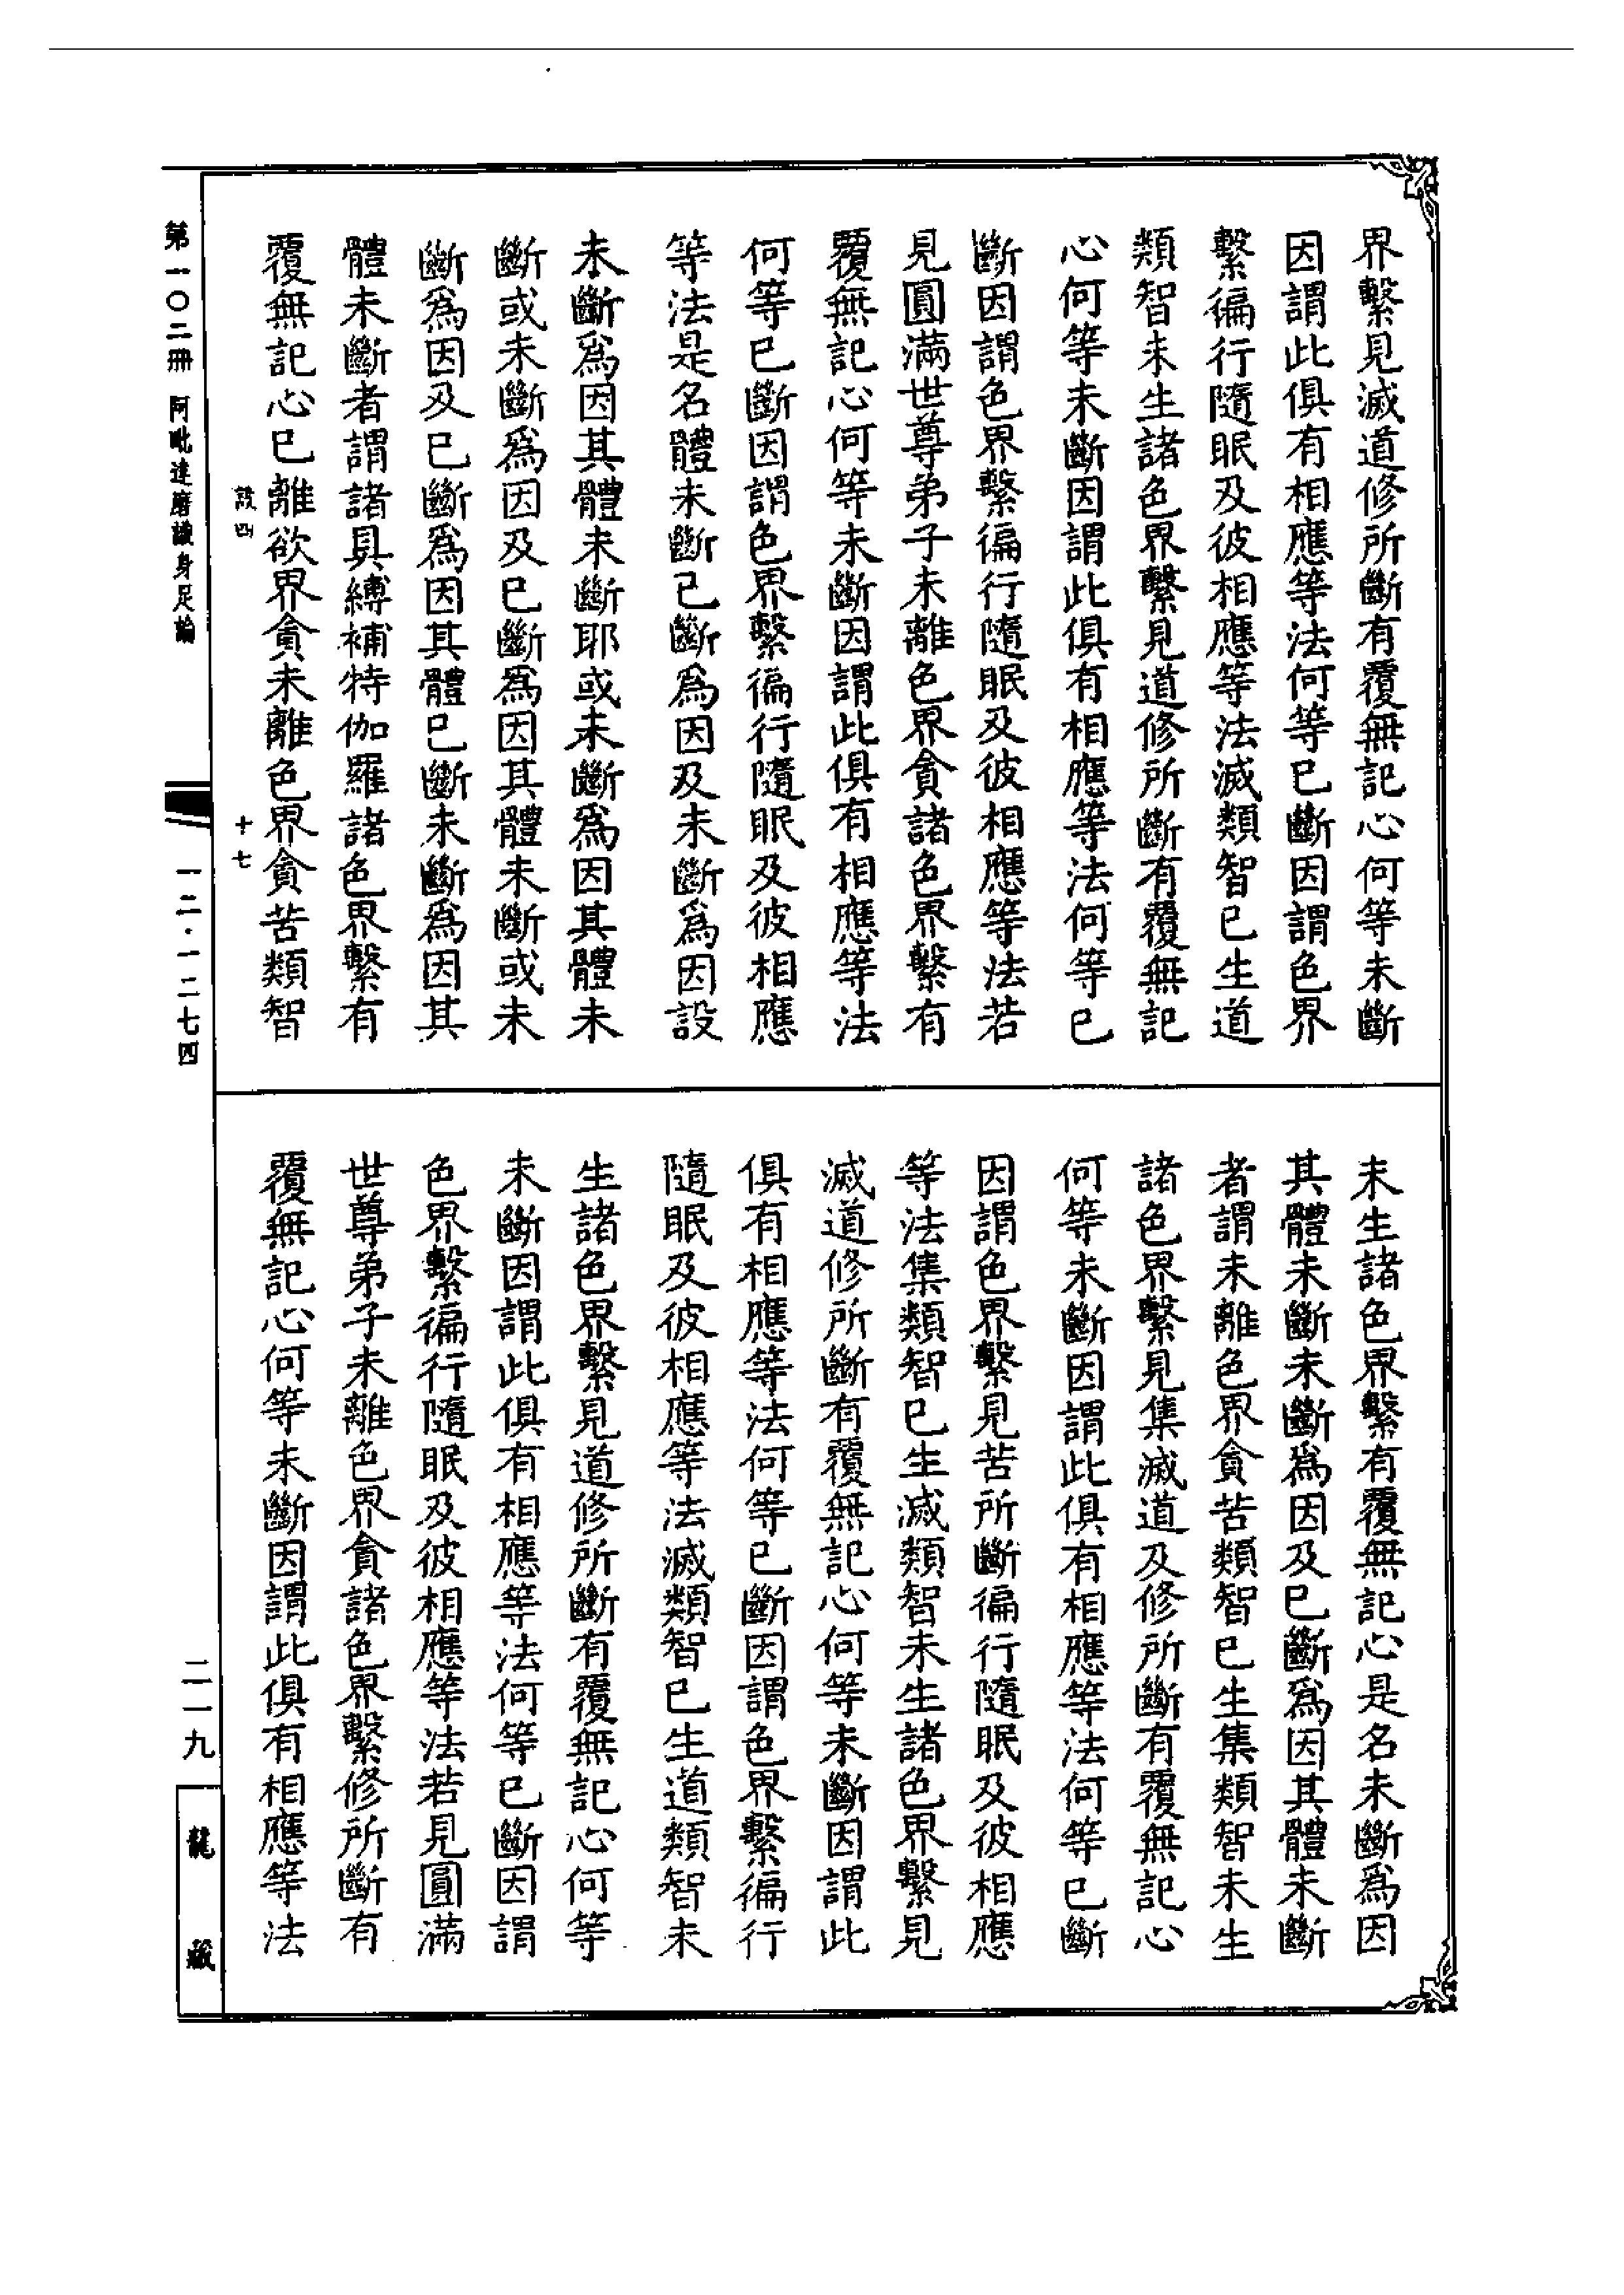 界繫見滅道修所斷有覆無記心何等未斷
因謂此俱有相應等法何等已斷因謂色界
繫徧行隨眠及彼相應等法滅類智已生道
類智未生諸色界繫見道修所斷有覆無記
心何等未斷因謂此俱有相應等法何等已
斷因謂色界繫徧行隨眠及彼相應等法若
見圓滿世尊弟子未離色界貪諸色界繫有
覆無記心何等未斷因謂此俱有相應等法
何等已斷因謂色界繫徧行隨眠及彼相應
等法是名體未斷已斷為因及未斷為因設
未斷為因其體未斷耶或未斷為因其體未
斷或未斷為因及已斷為因其體未斷或未
斷為因及已斷為因其體已斷未斷為因其
體未斷者謂諸具縛補特伽羅諸色界繫有
覆無記心已離欲界貪未離色界貪苦類智
未生諸色界繫有覆無記心是名未斷為因
其體未斷未斷為因及已斷為因其體未斷
者謂未離色界貪苦類智已生集類智未生
諸色界繫見集滅道及修所斷有覆無記心
何等未斷因謂此俱有相應等法何等已斷
因謂色界繫見苦所斷徧行隨眠及彼相應
等法集類智已生滅類智未生諸色界繫見
滅道修所斷有覆無記心何等未斷因謂此
俱有相應等法何等已斷因謂色界繫徧行
隨眠及彼相應等法滅類智已生道類智未
生諸色界繫見道修所斷有覆無記心何等
未斷因謂此俱有相應等法何等已斷因謂
色界繫徧行隨眠及彼相應等法若見圓滿
世尊弟子未離色界貪諸色界繫修所斷有
覆無記心何等未斷因謂此俱有相應等法
設四 十七
第一〇二冊 阿毗達磨識身足論 一二·一二七四 二一九
龍藏